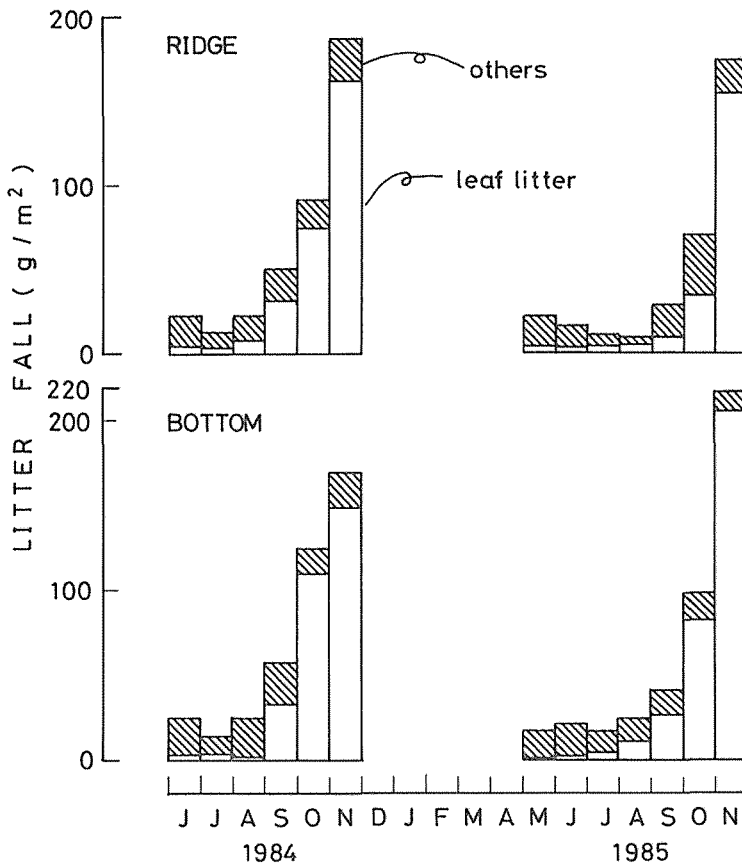 LITTER FALL ( g / m² )
200
RIDGE
others
100
leaf litter
0
220
200
BOTTOM
100
0
J J A S O N D J F M A M J J A S O N
1984 1985